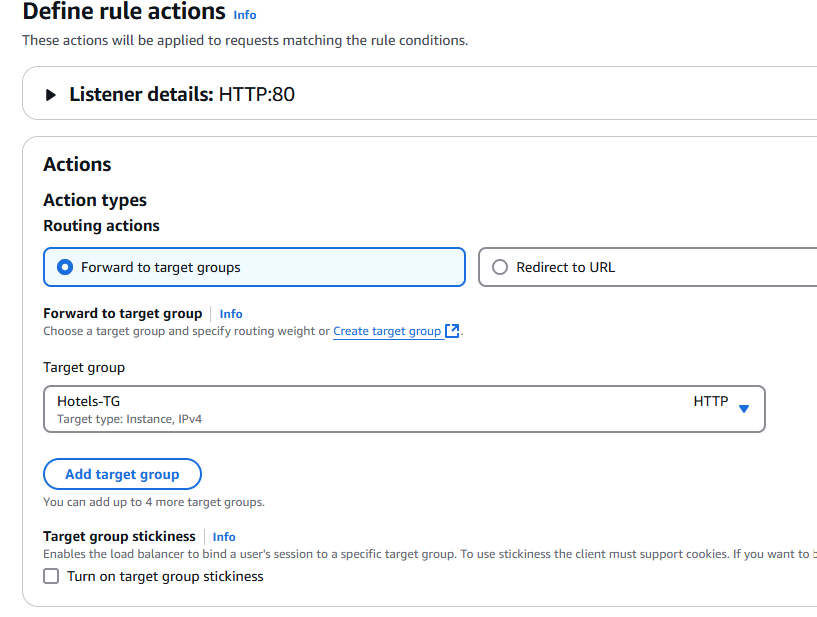 Define rule actions Info
These actions will be applied to requests matching the rule conditions.
Listener details: HTTP:80
Actions
Action types
Routing actions
Forward to target groups
Redirect to URL
Forward to target group Info
Choose a target group and specify routing weight or Create target group.
Target group
Hotels-TG
HTTP
Target type: Instance, IPv4
Add target group
You can add up to 4 more target groups.
Target group stickiness Info
Enables the load balancer to bind a user's session to a specific target group. To use stickiness the client must support cookies. If you want to
Turn on target group stickiness